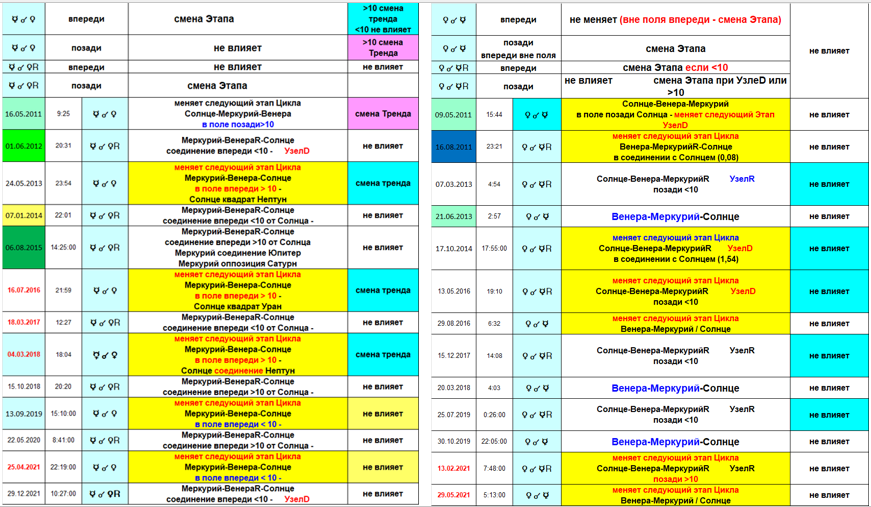 ☿ ☌ ♀ впереди смена Этапа >10 смена
тренда
<10 не влияет
☿ ☌ ♀ позади не влияет >10 смена
Тренда
☿ ☌ ♀R впереди не влияет не влияет
☿ ☌ ♀R позади смена Этапа
16.05.2011 9:25 ☿ ☌ ♀ меняет следующий этап Цикла
Солнце-Меркурий-Венера
в поле позади>10
смена Тренда
01.06.2012 20:31 ☿ ☌ ♀R Меркурий-ВенераR-Солнце
соединение впереди <10 - УзелD
не влияет
24.05.2013 23:54 ☿ ☌ ♀ меняет следующий этап Цикла
Меркурий-Венера-Солнце
в поле впереди > 10 -
Солнце квадрат Нептун
смена тренда
07.01.2014 22:01 ☿ ☌ ♀R Меркурий-ВенераR-Солнце
соединение впереди <10 от Солнца -
не влияет
06.08.2015 14:25:00 ☿ ☌ ♀R Меркурий-ВенераR-Солнце
соединение впереди >10 от Солнца
Меркурий соединение Юпитер
Меркурий оппозиция Сатурн
не влияет
16.07.2016 21:59 ☿ ☌ ♀ меняет следующий этап Цикла
Меркурий-Венера-Солнце
в поле впереди > 10 -
Солнце квадрат Уран
смена тренда
18.03.2017 12:27 ☿ ☌ ♀R Меркурий-ВенераR-Солнце
соединение впереди <10 от Солнца -
не влияет
04.03.2018 18:04 ☿ ☌ ♀ меняет следующий этап Цикла
Меркурий-Венера-Солнце
в поле впереди > 10 -
Солнце соединение Нептун
смена тренда
15.10.2018 20:20 ☿ ☌ ♀R Меркурий-ВенераR-Солнце
соединение впереди >10 от Солнца -
не влияет
13.09.2019 15:10:00 ☿ ☌ ♀ меняет следующий этап Цикла
Меркурий-Венера-Солнце
в поле впереди < 10 -
не влияет
22.05.2020 8:41:00 ☿ ☌ ♀R Меркурий-ВенераR-Солнце
соединение впереди >10 от Солнца -
не влияет
25.04.2021 22:19:00 ☿ ☌ ♀ меняет следующий этап Цикла
Меркурий-Венера-Солнце
в поле впереди < 10 -
не влияет
29.12.2021 10:27:00 ☿ ☌ ♀R Меркурий-ВенераR-Солнце
соединение впереди <10 - УзелD
не влияет
♀ ☌ ☿ впереди не меняет (вне поля впереди - смена Этапа)
♀ ☌ ☿ позади
впереди вне поля
смена Этапа
не влияет
♀ ☌ ☿R впереди смена Этапа если <10
♀ ☌ ☿R позади не влияет смена Этапа при УзлеD или
>10
09.05.2011 15:44 ♀ ☌ ☿ Солнце-Венера-Меркурий
в поле позади Солнца - меняет следующий Этап
УзелD
не влияет
16.08.2011 23:21 ♀ ☌ ☿R меняет следующий этап Цикла
Венера-МеркурийR-Солнце
в соединении с Солнцем (0,08)
не влияет
07.03.2013 4:54 ♀ ☌ ☿R Солнце-Венера-МеркурийR УзелR
позади <10
не влияет
21.06.2013 2:57 ♀ ☌ ☿ Венера-Меркурий-Солнце не влияет
17.10.2014 17:55:00 ♀ ☌ ☿R меняет следующий этап Цикла
Солнце-Венера-МеркурийR УзелD
в соединении с Солнцем (1,54)
не влияет
13.05.2016 19:10 ♀ ☌ ☿R меняет следующий этап Цикла
Солнце-Венера-МеркурийR УзелD
позади <10
не влияет
29.08.2016 6:32 ♀ ☌ ☿ меняет следующий этап Цикла
Венера-Меркурий / Солнце
не влияет
15.12.2017 14:08 ♀ ☌ ☿R Солнце-Венера-МеркурийR УзелR
позади <10
не влияет
20.03.2018 4:03 ♀ ☌ ☿ Венера-Меркурий-Солнце не влияет
25.07.2019 0:26:00 ♀ ☌ ☿R Солнце-Венера-МеркурийR УзелR
позади <10
не влияет
30.10.2019 22:05:00 ♀ ☌ ☿ Венера-Меркурий-Солнце не влияет
13.02.2021 7:48:00 ♀ ☌ ☿R меняет следующий этап Цикла
Солнце-Венера-МеркурийR УзелR
позади >10
не влияет
29.05.2021 5:13:00 ♀ ☌ ☿ меняет следующий этап Цикла
Венера-Меркурий / Солнце
не влияет